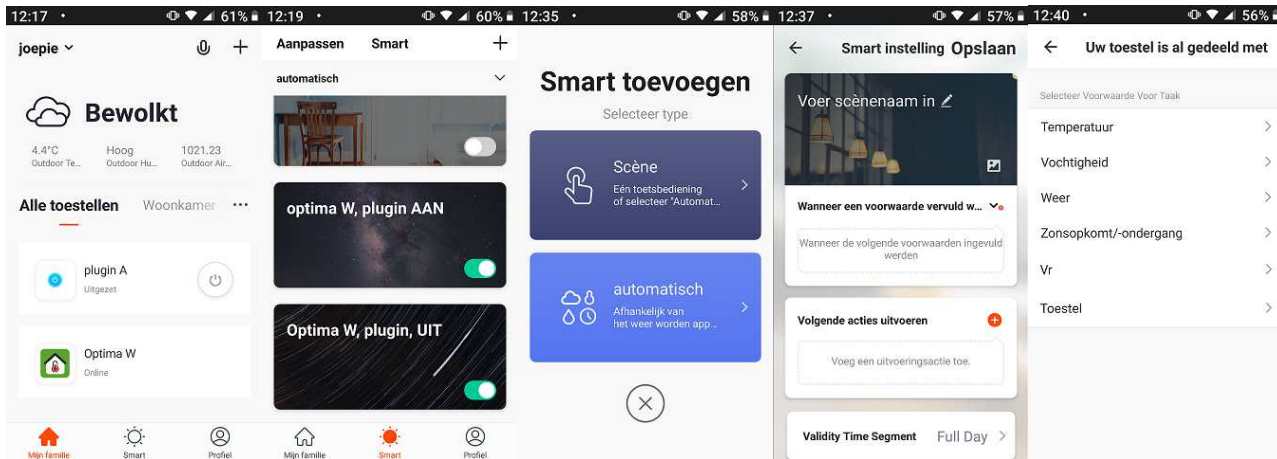 12:17 • 61%
joepie
Bewolkt
4.4°C Hoog 1021.23
Outdoor Te... Outdoor Hu... Outdoor Air...
Alle toestellen Woonkamer •••
plugin A
Uitgezet
Optima W
Online
Mijn familie Smart Profiel
12:19 • 60%
Aanpassen Smart +
automatisch
optima W, plugin AAN
Optima W, plugin, UIT
Mijn familie Smart Profiel
12:35 • 58%
Smart toevoegen
Selecteer type
Scène
Eén toetsbediening
of selecteer "Automat...
automatisch
Afhankelijk van
het weer worden app...
12:37 • 57%
Smart instelling Opslaan
Voer scènenaam in
Wanneer een voorwaarde vervuld w...
Wanneer de volgende voorwaarden ingevuld
werden
Volgende acties uitvoeren
Voeg een uitvoeringsactie toe.
Validity Time Segment Full Day >
12:40 • 56%
Uw toestel is al gedeeld met
Selecteer Voorwaarde Voor Taak
Temperatuur
Vochtigheid
Weer
Zonsopkomt/-ondergang
Vr
Toestel